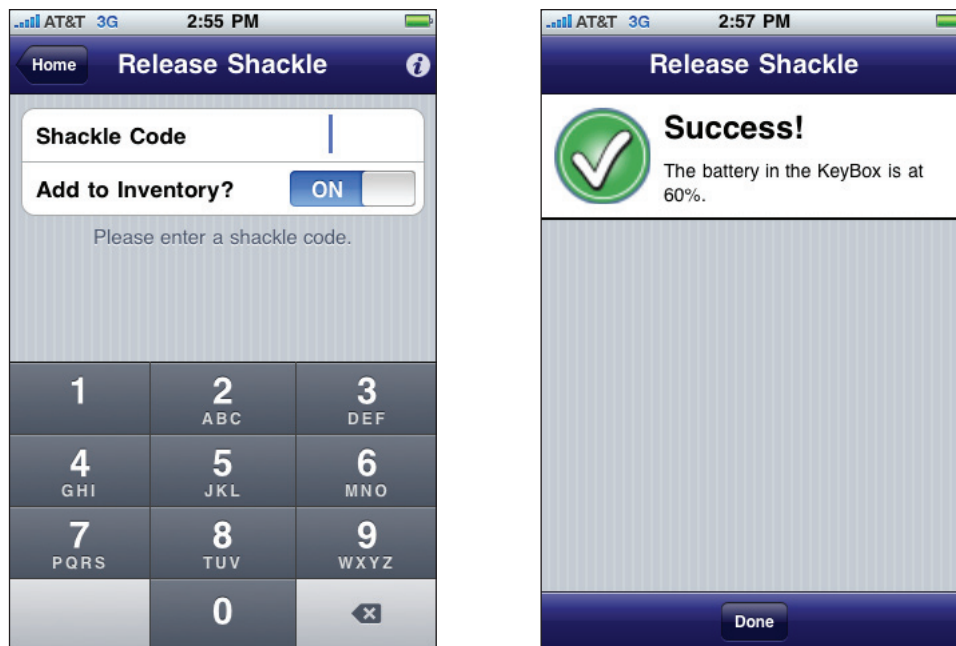 AT&T 3G 2:55 PM
Home Release Shackle i
Shackle Code
Add to Inventory? ON
Please enter a shackle code.
1 2 3
ABC DEF
4 5 6
GHI JKL MNO
7 8 9
PQRS TUV WXYZ
0
AT&T 3G 2:57 PM
Release Shackle
Success!
The battery in the KeyBox is at
60%.
Done